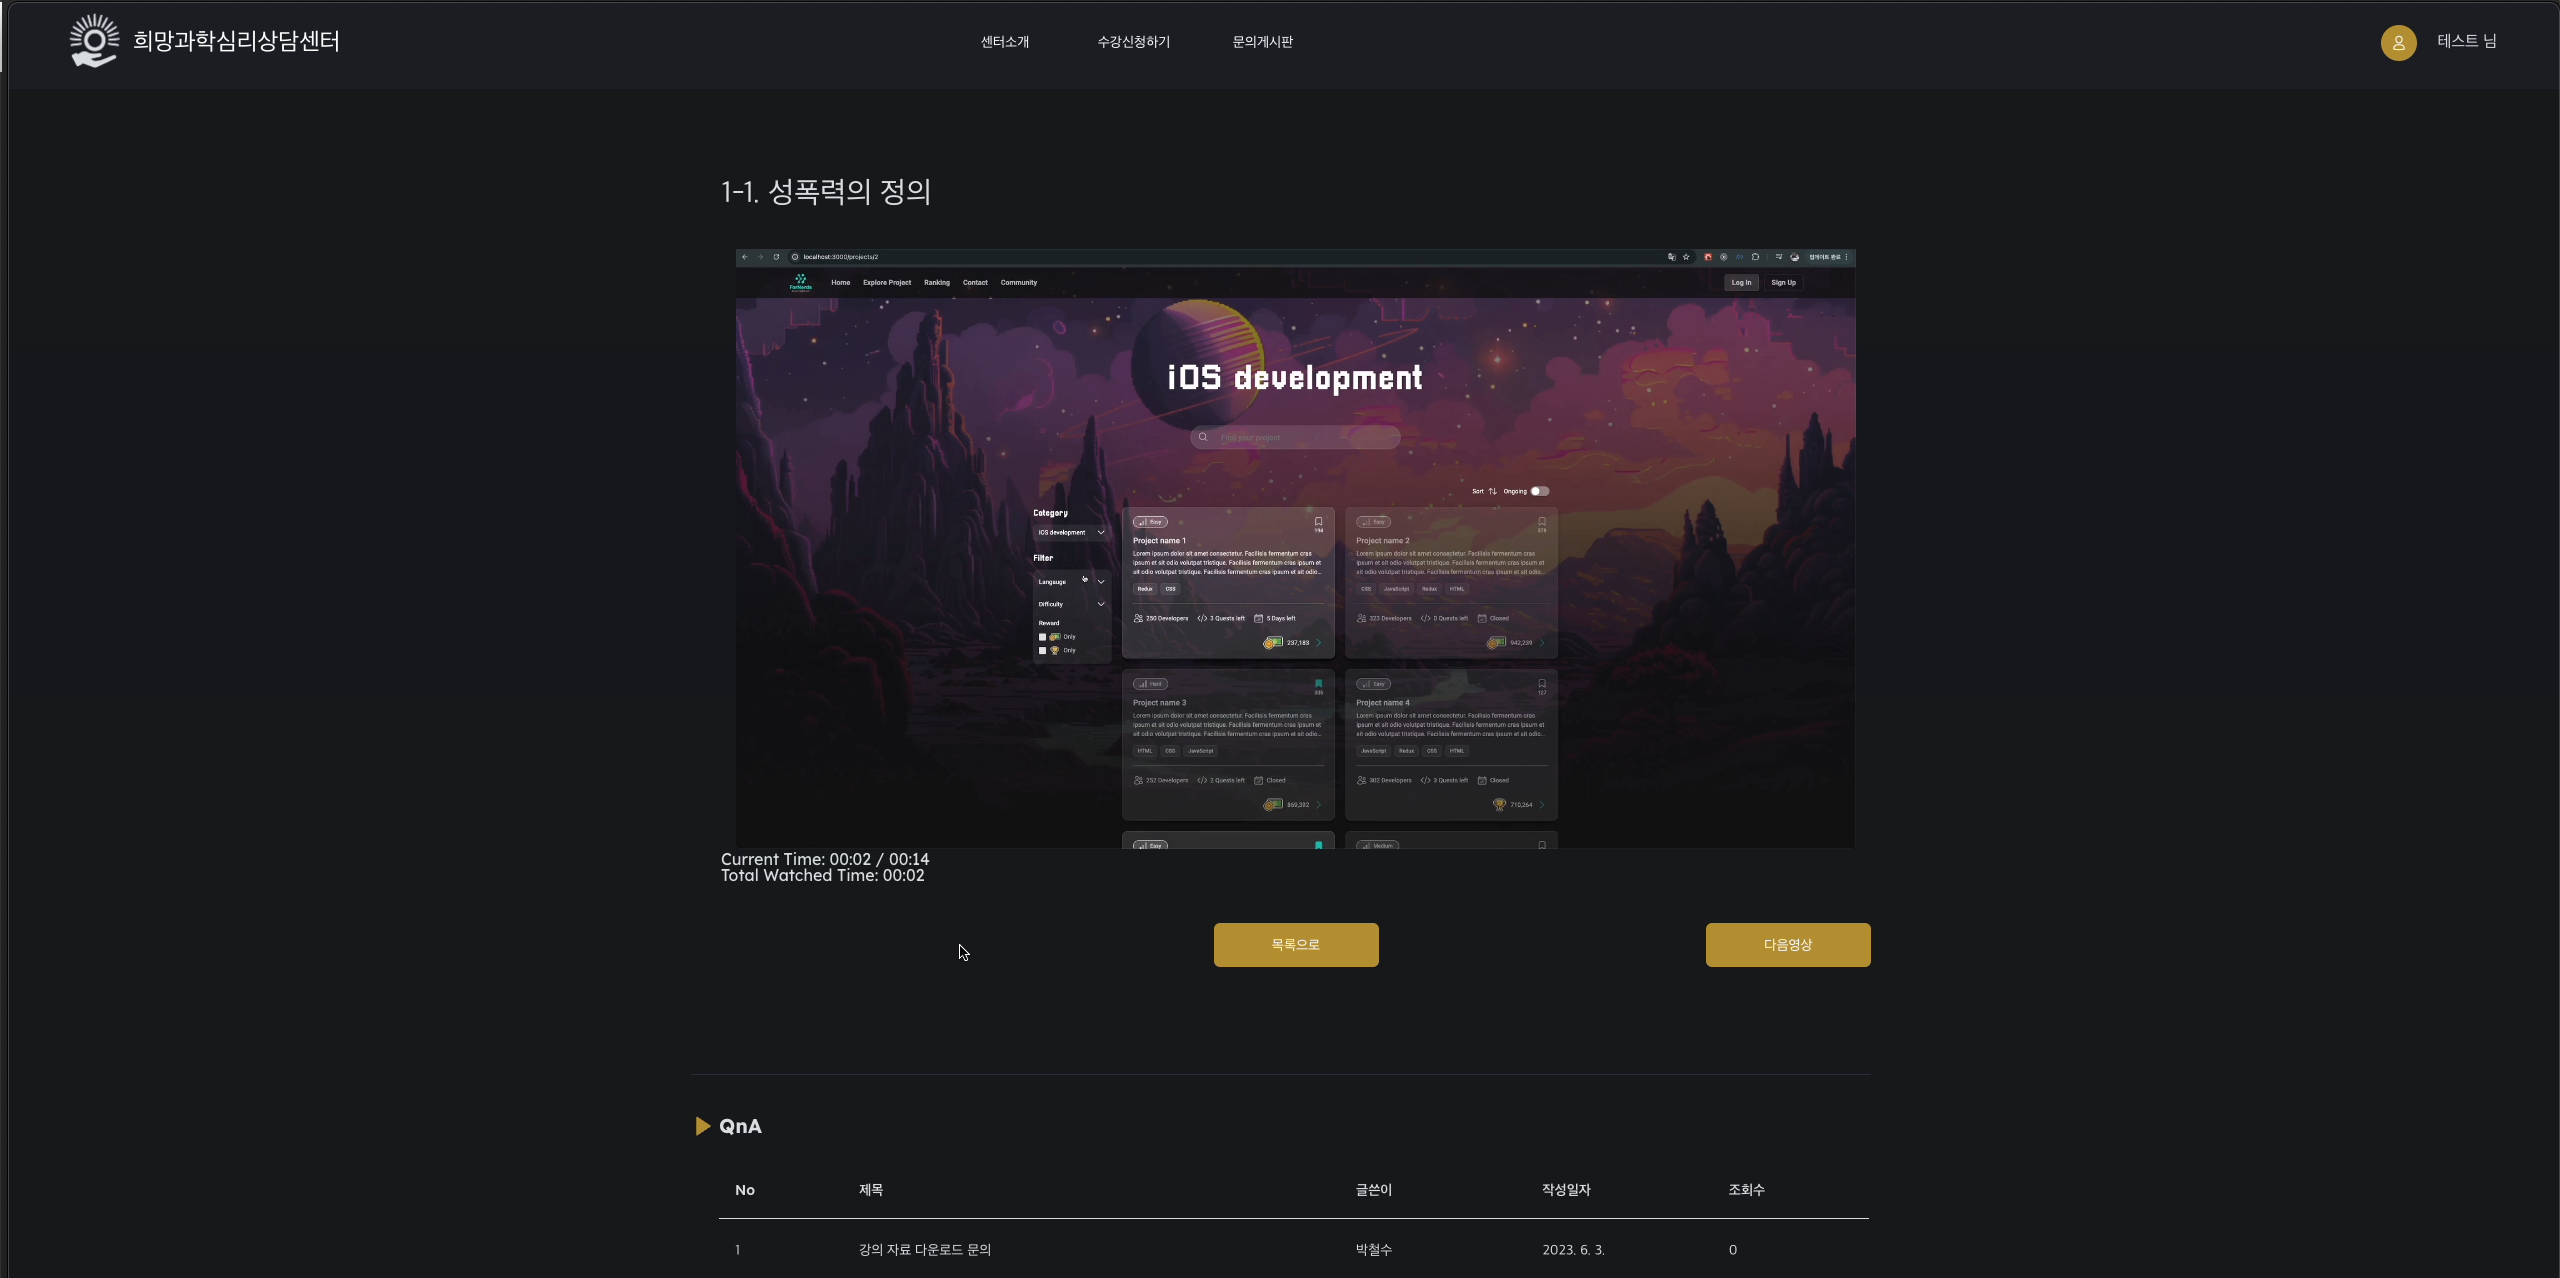 희망과학심리상담센터
센터소개 수강신청하기 문의게시판
테스트 님
1-1. 성폭력의 정의
localhost:3000/projects/2
업데이트 완료
ForNerds
Home Explore Project Ranking Contact Community
Log In Sign Up
iOS development
Find your project
Sort Ongoing
Category
iOS development
Filter
Langauge
Difficulty
Reward
Only
Only
Easy
194
Project name 1
Lorem ipsum dolor sit amet consectetur. Facilisis fermentum cras
ipsum et sit odio volutpat tristique. Facilisis fermentum cras ipsum et
sit odio volutpat tristique. Facilisis fermentum cras ipsum et sit odio...
Redux CSS
250 Developers 3 Quests left 5 Days left
237,183
Easy
Project name 2
Lorem ipsum dolor sit amet consectetur. Facilisis fermentum cras
ipsum et sit odio volutpat tristique. Facilisis fermentum cras ipsum et
sit odio volutpat tristique. Facilisis fermentum cras ipsum et sit odio...
CSS JavaScript Redux HTML
323 Developers 0 Quests left Closed
942,239
Hard
Project name 3
Lorem ipsum dolor sit amet consectetur. Facilisis fermentum cras
ipsum et sit odio volutpat tristique. Facilisis fermentum cras ipsum et
sit odio volutpat tristique. Facilisis fermentum cras ipsum et sit odio...
HTML CSS JavaScript
252 Developers 2 Quests left Closed
869,392
Easy
127
Project name 4
Lorem ipsum dolor sit amet consectetur. Facilisis fermentum cras
ipsum et sit odio volutpat tristique. Facilisis fermentum cras ipsum et
sit odio volutpat tristique. Facilisis fermentum cras ipsum et sit odio...
JavaScript Redux CSS HTML
302 Developers 3 Quests left Closed
710,264
Easy
Medium
Current Time: 00:02 / 00:14
Total Watched Time: 00:02
목록으로
다음영상
QnA
No 제목 글쓴이 작성일자 조회수
1 강의 자료 다운로드 문의 박철수 2023. 6. 3. 0